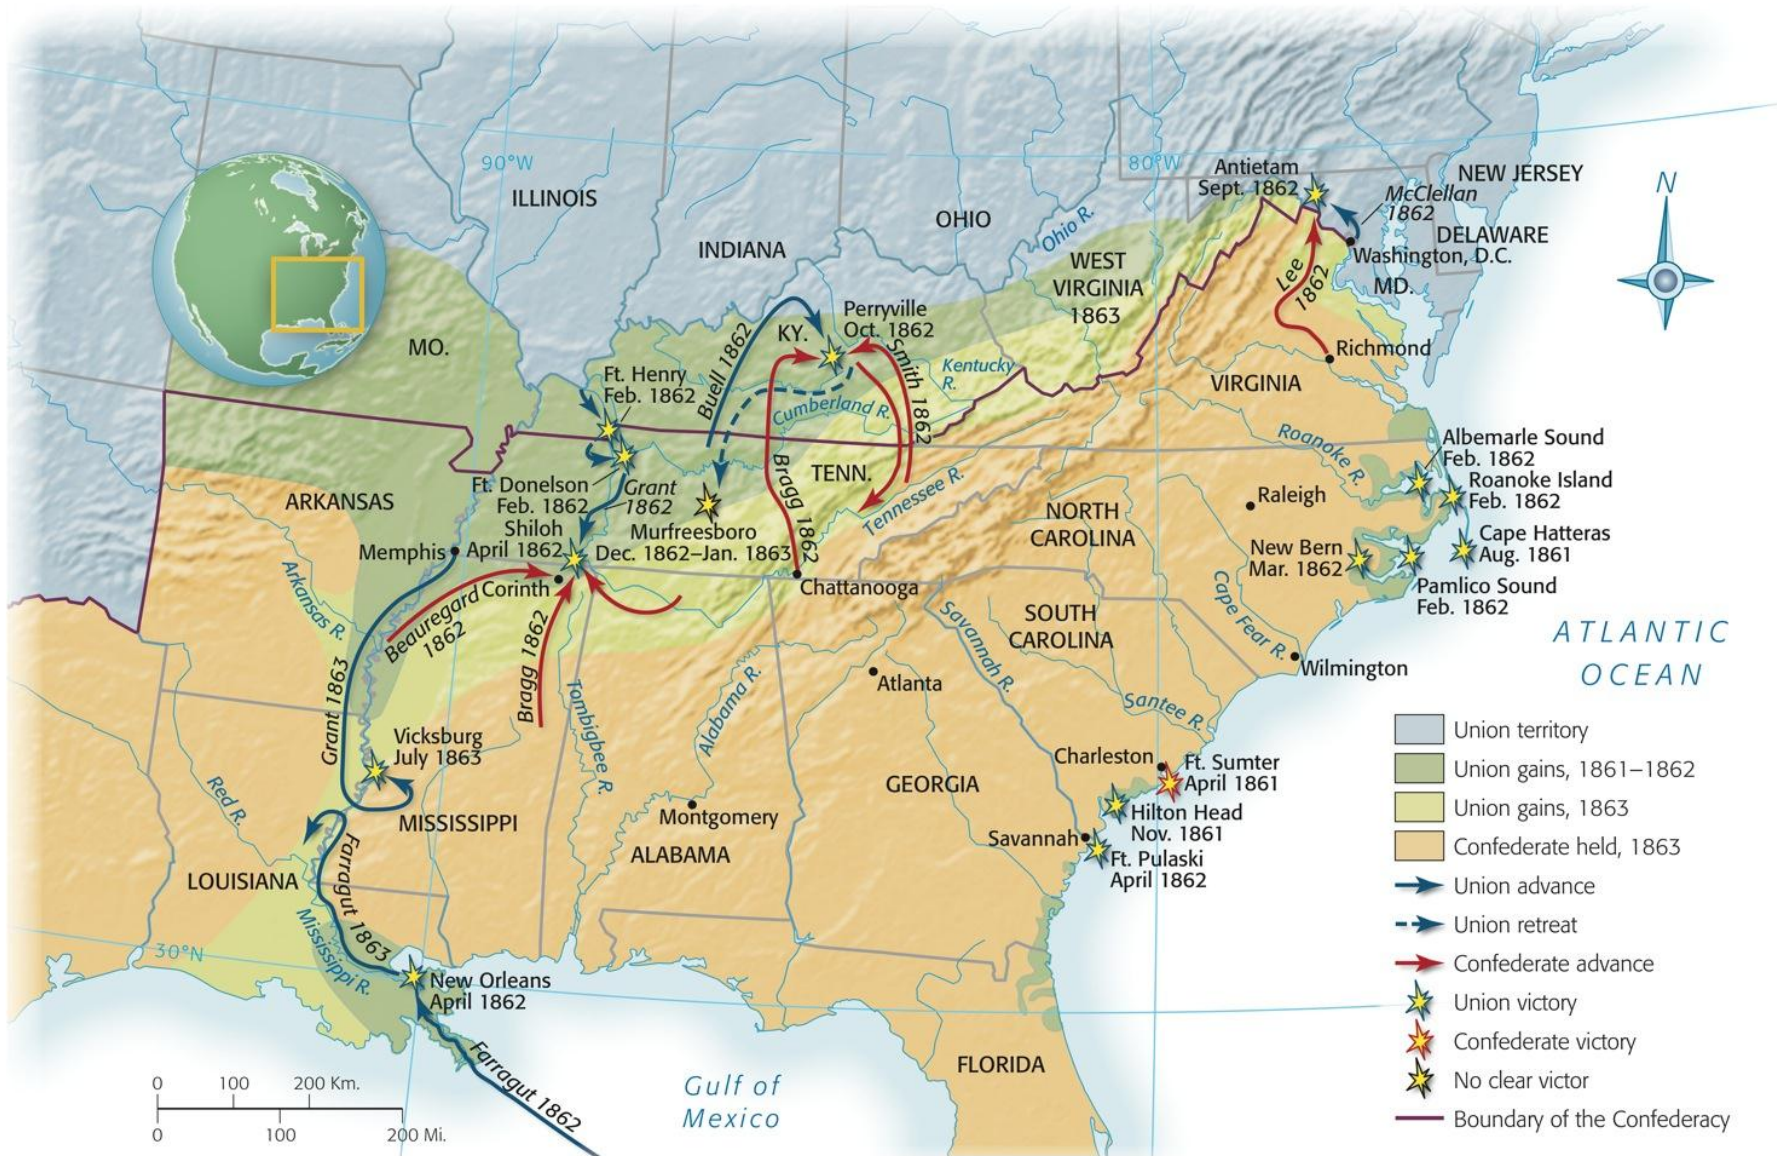 90°W
80°W
ILLINOIS
INDIANA
OHIO
Ohio R.
WEST
VIRGINIA
1863
Antietam
Sept. 1862
McClellan
1862
NEW JERSEY
DELAWARE
Washington, D.C.
MD.
Lee
1862
Richmond
VIRGINIA
N
MO.
KY.
Perryville
Oct. 1862
Buell 1862
Smith 1862
Kentucky
R.
Cumberland R.
Ft. Henry
Feb. 1862
Ft. Donelson
Feb. 1862
Grant
1862
Shiloh
April 1862
Murfreesboro
Dec. 1862–Jan. 1863
TENN.
Bragg 1862
Tennessee R.
ARKANSAS
Memphis
Arkansas R.
Corinth
Beauregard
1862
Bragg 1862
Chattanooga
NORTH
CAROLINA
Raleigh
Roanoke R.
Albemarle Sound
Feb. 1862
Roanoke Island
Feb. 1862
Cape Hatteras
Aug. 1861
New Bern
Mar. 1862
Pamlico Sound
Feb. 1862
Cape Fear R.
Wilmington
SOUTH
CAROLINA
Savannah R.
Santee R.
ATLANTIC
OCEAN
Atlanta
Alabama R.
Tombigbee R.
Grant 1863
Vicksburg
July 1863
MISSISSIPPI
Red R.
LOUISIANA
Farragut 1863
Mississippi R.
30°N
New Orleans
April 1862
Farragut 1862
Montgomery
ALABAMA
GEORGIA
Charleston
Ft. Sumter
April 1861
Hilton Head
Nov. 1861
Savannah
Ft. Pulaski
April 1862
FLORIDA
Gulf of
Mexico
0 100 200 Km.
0 100 200 Mi.
Union territory
Union gains, 1861–1862
Union gains, 1863
Confederate held, 1863
Union advance
Union retreat
Confederate advance
Union victory
Confederate victory
No clear victor
Boundary of the Confederacy